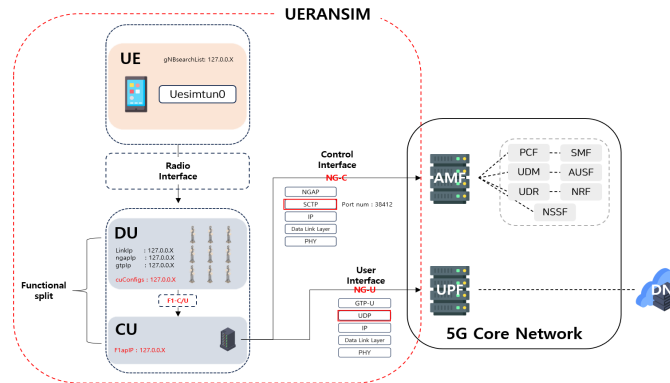 UERANSIM
UE
gNBsearchList: 127.0.0.X
Uesimtun0
Radio
Interface
DU
LinkIp : 127.0.0.X
ngapIp : 127.0.0.X
gtpIp : 127.0.0.X
cuConfigs : 127.0.0.X
Functional
split
F1-C/U
CU
F1apIP : 127.0.0.X
Control
Interface
NG-C
NGAP
SCTP
Port num : 38412
IP
Data Link Layer
PHY
User
Interface
NG-U
GTP-U
UDP
IP
Data Link Layer
PHY
AMF
PCF
SMF
UDM
AUSF
UDR
NRF
NSSF
UPF
5G Core Network
DN